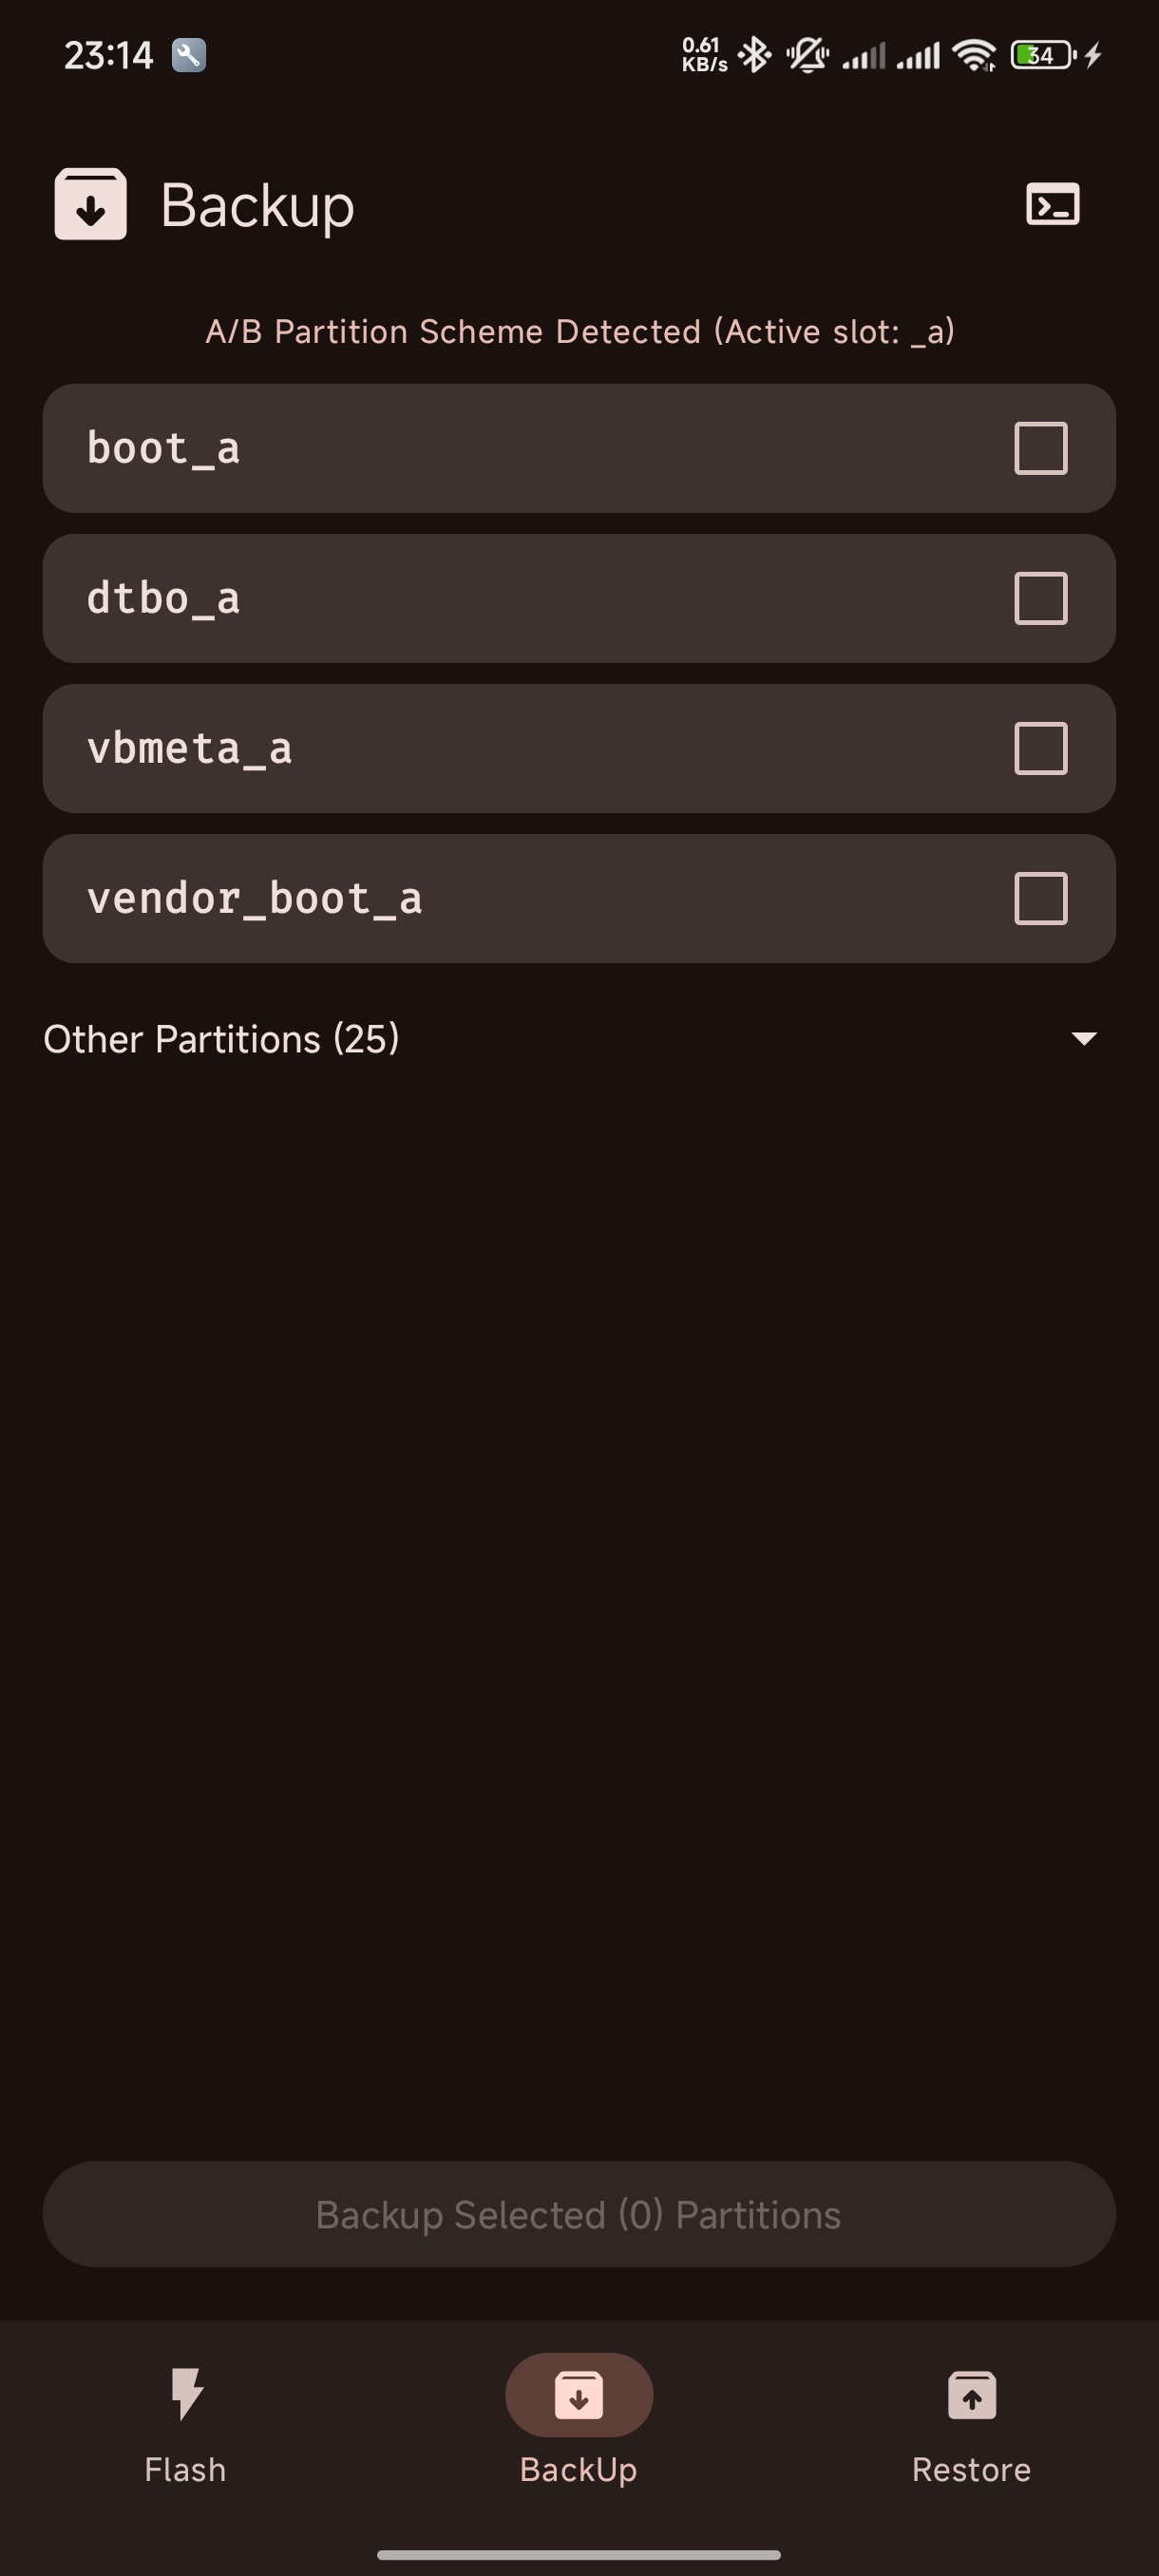 23:14
0.61
KB/s
34
Backup
A/B Partition Scheme Detected (Active slot: _a)
boot_a
dtbo_a
vbmeta_a
vendor_boot_a
Other Partitions (25)
Backup Selected (0) Partitions
Flash
BackUp
Restore